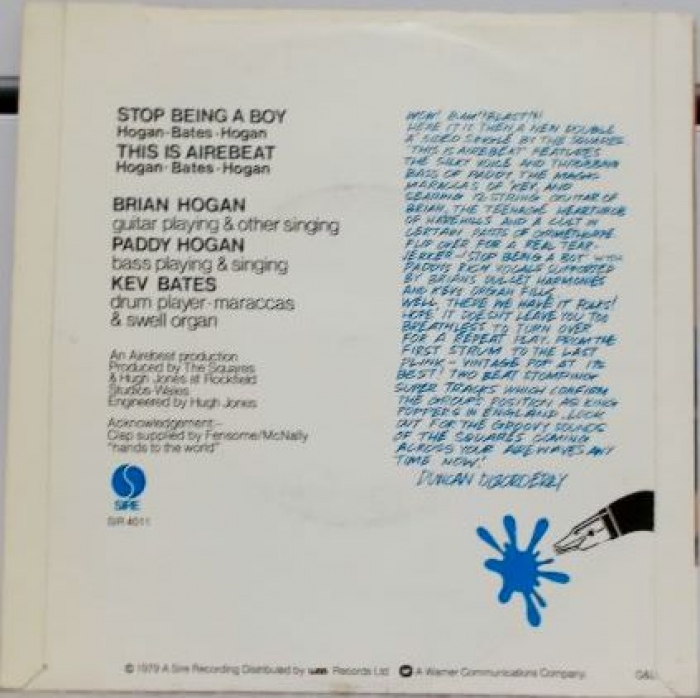 STOP BEING A BOY
Hogan-Bates-Hogan
THIS IS AIREBEAT
Hogan-Bates-Hogan
BRIAN HOGAN
guitar playing & other singing
PADDY HOGAN
bass playing & singing
KEV BATES
drum player-maraccas
& swell organ
An Airebeat production
Produced by The Squares
& Hugh Jones at Rockfield
Studios-Wales
Engineered by Hugh Jones
Acknowledgement:-
Clap supplied by Fensome/McNally
"hands to the world"
SIRE
SIR 4011
WOW! BAM! BLAST!!!
HERE IT IS THEN A NEW DOUBLE
A SIDED SINGLE BY THE SQUARES
'THIS IS AIREBEAT' FEATURES
THE SILKY VOICE AND THROBBING
BASS OF PADDY, THE MAGIC
MARACCAS OF KEV, AND
SEARING 12 STRING GUITAR OF
BRIAN, THE TEENAGE HEARTTHROB
OF HAREHILLS AND A CULT IN
CERTAIN PARTS OF
FLIP OVER FOR A REAL TEAR-
JERKER - 'STOP BEING A BOY' WITH
PADDYS RICH VOCALS SUPPORTED
BY BRIANS HARMONIES
AND KEVS ORGAN FILLS
WELL THERE WE HAVE IT FOLKS!
HOPE IT DOESN'T LEAVE YOU TOO
BREATHLESS TO TURN OVER
FOR A REPEAT PLAY. FROM THE
FIRST STRUM TO THE LAST
PLINK - VINTAGE POP AT ITS
BEST! TWO BEAT STOMPING
SUPER TRACKS WHICH CONFIRM
THE GROUPS POSITION AS KING
POPPERS IN ENGLAND. LOOK
OUT FOR THE GROOVY SOUNDS
OF THE SQUARES COMING
ACROSS YOUR AIREWAVES ANY
TIME NOW!
DUNCAN DISORDERLY
© 1979 A Sire Recording Distributed by wea Records Ltd. A Warner Communications Company.